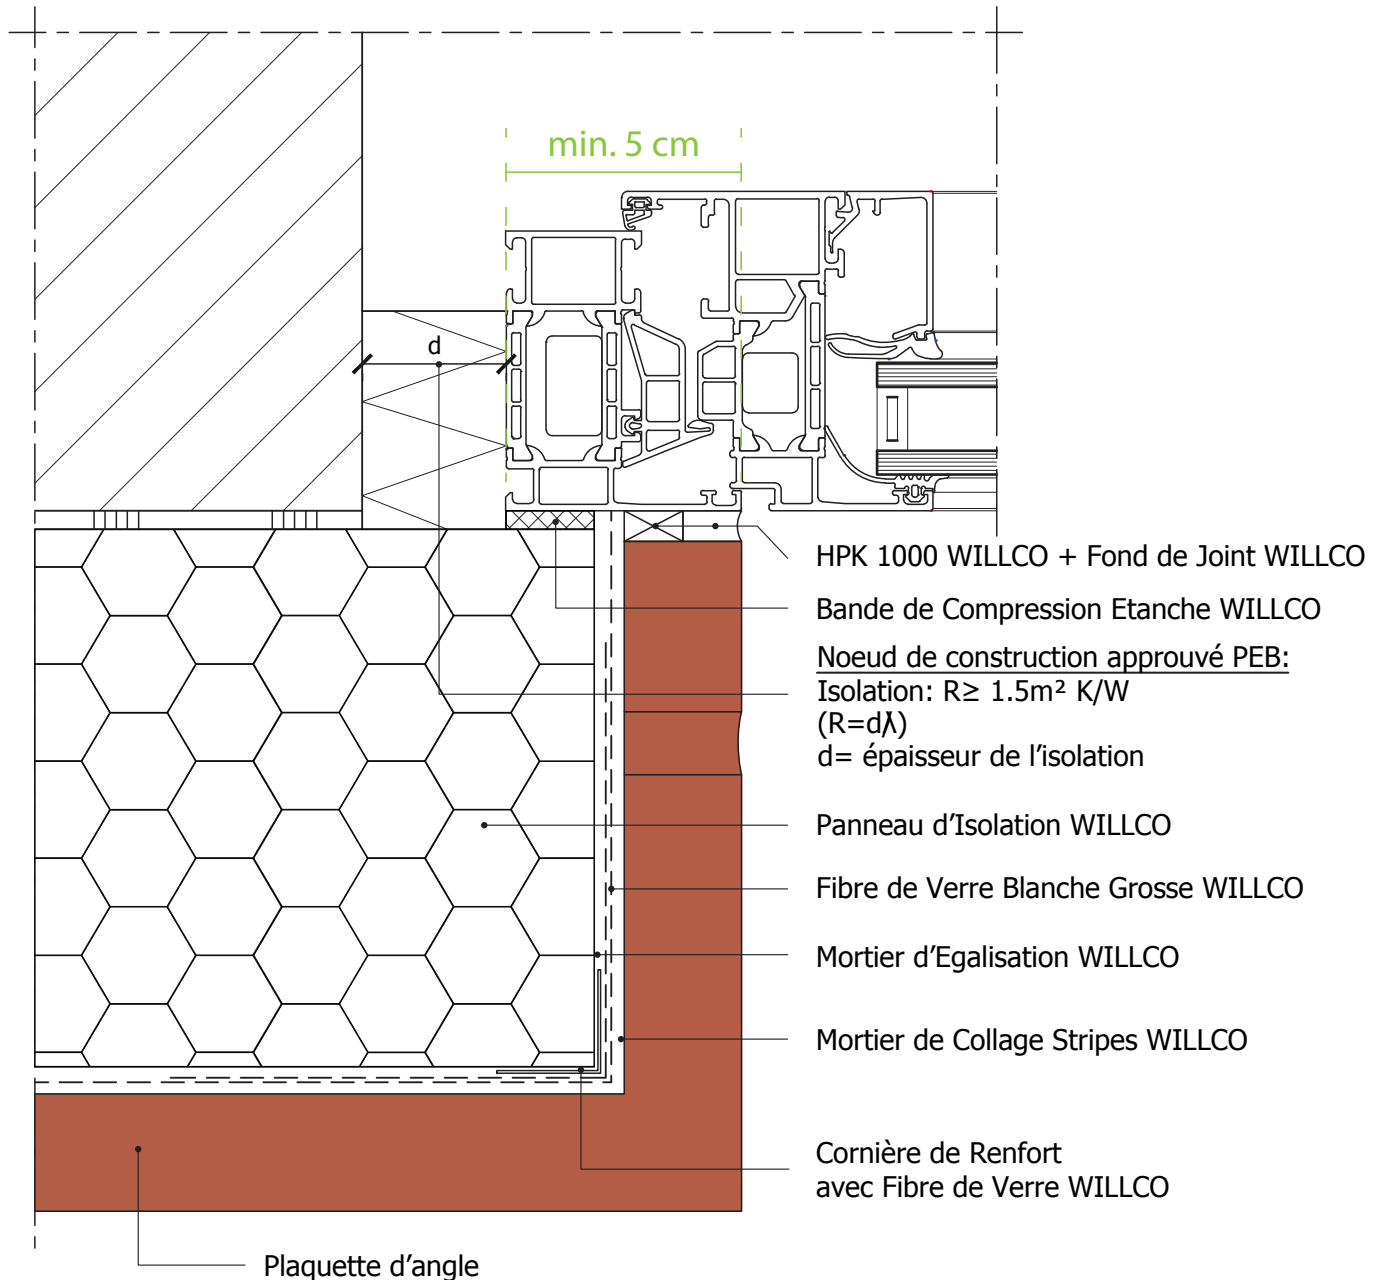 min. 5 cm
d
HPK 1000 WILLCO + Fond de Joint WILLCO
Bande de Compression Etanche WILLCO
Noeud de construction approuvé PEB:
Isolation: R≥ 1.5m² K/W
(R=d/λ)
d= épaisseur de l’isolation
Panneau d’Isolation WILLCO
Fibre de Verre Blanche Grosse WILLCO
Mortier d’Egalisation WILLCO
Mortier de Collage Stripes WILLCO
Cornière de Renfort
avec Fibre de Verre WILLCO
Plaquette d’angle